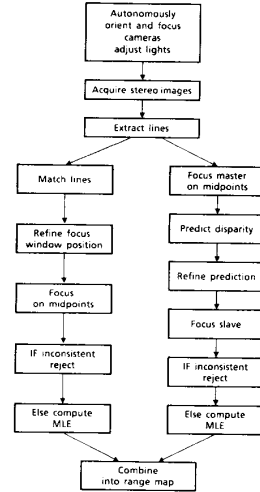 Autonomously
orient and focus
cameras
adjust lights
Acquire stereo images
Extract lines
Match lines
Refine focus
window position
Focus
on midpoints
IF inconsistent
reject
Else compute
MLE
Focus master
on midpoints
Predict disparity
Refine prediction
Focus slave
IF inconsistent
reject
Else compute
MLE
Combine
into range map